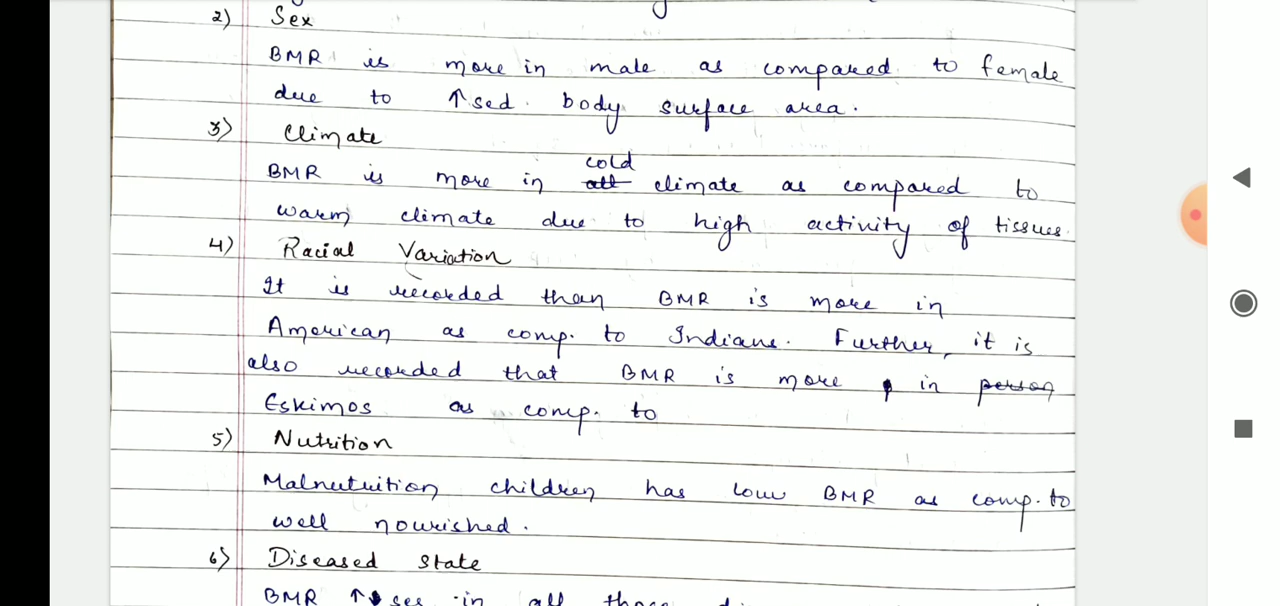 2) Sex
BMR is more in male as compared to female
due to ↑sed. body surface area.
3) Climate
cold
BMR is more in climate as compared to
warm climate due to high activity of tissues.
4) Racial Variation
It is recorded than BMR is more in
American as comp. to Indians. Further, it is
also recorded that BMR is more in person
Eskimos as comp. to
5) Nutrition
Malnutrition children has low BMR as comp. to
well nourished.
6) Diseased state
BMR ↑ses in all